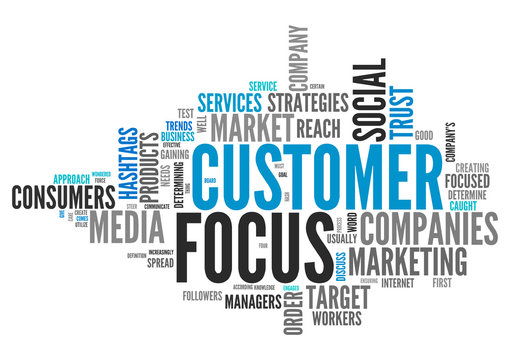 COMPANY
SERVICE
CERTAIN
SERVICES
STRATEGIES
SOCIAL
TRUST
TEST
TRENDS
BUSINESS
EFFECTIVE
WELL
MARKET
REACH
GOOD
COMPANY'S
HASHTAGS
PRODUCTS
GAINING
NEEDS
DETERMINING
CUSTOMER
WEST
GOAL
BOARD
CREATING
FOCUSED
DETERMINE
CAUGHT
APPROACH
WONDERED
FORCE
CONSUMERS
STEER
COMMUNICATE
GIVE
CREATE
COMES
UTILIZE
MEDIA
FOCUS
FOUR
PROCESS
WORD
USUALLY
COMPANIES
DISCUSS
MARKETING
DEFINITION
INCREASINGLY
SPREAD
ENSURING
INTERNET
FIRST
FOLLOWERS
ACCORDING
KNOWLEDGE
ENGAGED
MANAGERS
ORDER
TARGET
WORKERS